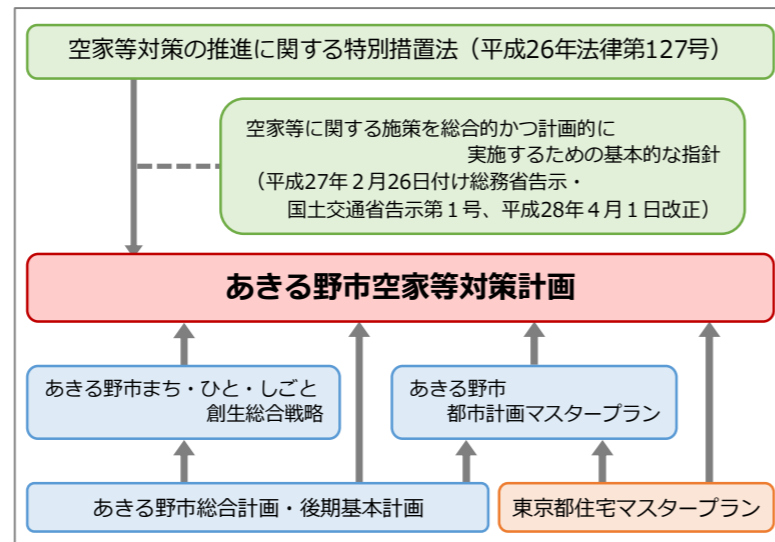 空家等対策の推進に関する特別措置法（平成26年法律第127号）
空家等に関する施策を総合的かつ計画的に
実施するための基本的な指針
（平成27年２月26日付け総務省告示・
国土交通省告示第１号、平成28年４月１日改正）
あきる野市空家等対策計画
あきる野市まち・ひと・しごと
創生総合戦略
あきる野市
都市計画マスタープラン
あきる野市総合計画・後期基本計画
東京都住宅マスタープラン